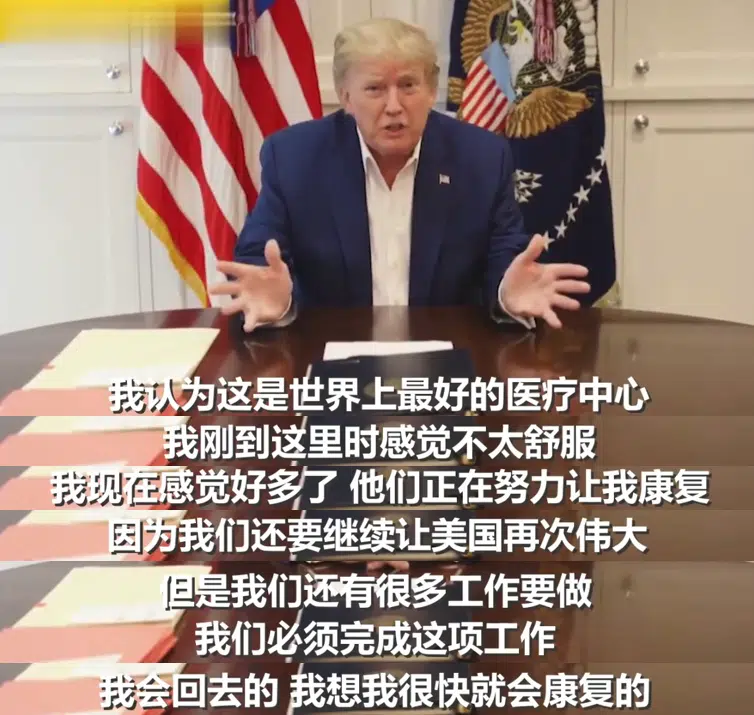 我认为这是世界上最好的医疗中心
我刚到这里时感觉不太舒服
我现在感觉好多了 他们正在努力让我康复
因为我们还要继续让美国再次伟大
但是我们还有很多工作要做
我们必须完成这项工作
我会回去的 我想我很快就会康复的